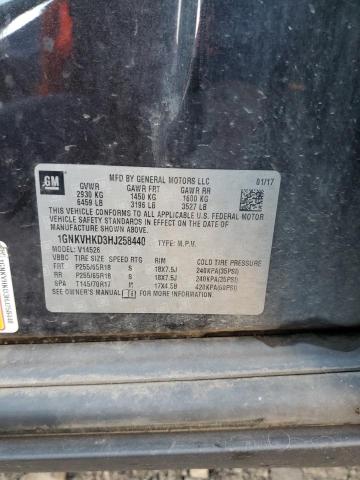 GM
MFD BY GENERAL MOTORS LLC 01/17
GVWR GAWR FRT GAWR RR
2930 KG 1450 KG 1600 KG
6459 LB 3196 LB 3527 LB
THIS VEHICLE CONFORMS TO ALL APPLICABLE U.S. FEDERAL MOTOR
VEHICLE SAFETY STANDARDS IN EFFECT ON THE DATE OF
MANUFACTURE SHOWN ABOVE.
1GNKVHKD3HJ258440 TYPE: M.P.V.
MODEL: V14526
VBBC TIRE SIZE SPEED RTG RIM COLD TIRE PRESSURE
FRT P255/65R18 S 18X7.5J 240KPA(35PSI)
RR P255/65R18 S 18X7.5J 240KPA(35PSI)
SPA T145/70R17 M 17X4.5B 420KPA(60PSI)
SEE OWNER'S MANUAL FOR MORE INFORMATION.
1GNKVHKD3HJ258440